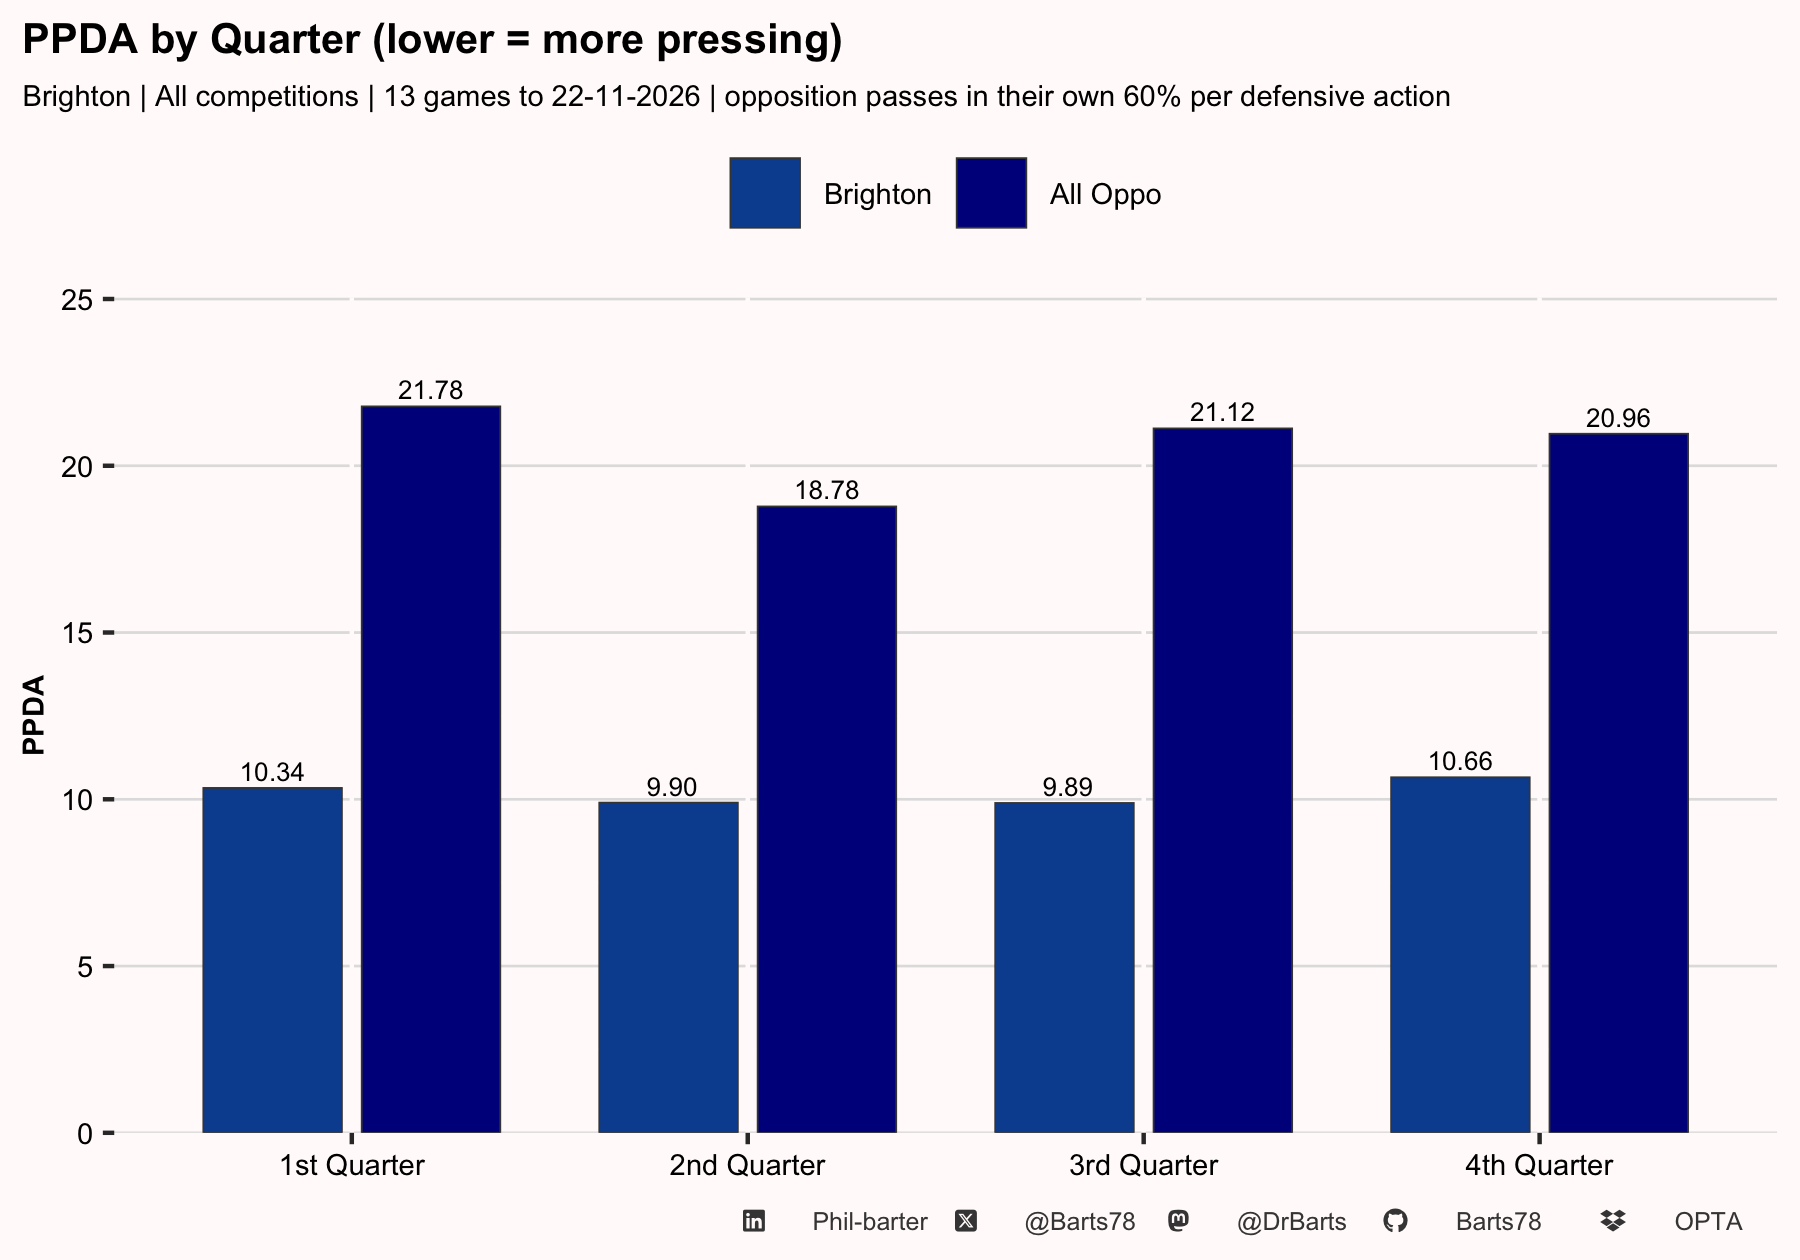 PPDA by Quarter (lower = more pressing)
Brighton | All competitions | 13 games to 22-11-2026 | opposition passes in their own 60% per defensive action
Brighton All Oppo
25
20
15
10
5
0
PPDA
10.34 21.78
9.90 18.78
9.89 21.12
10.66 20.96
1st Quarter 2nd Quarter 3rd Quarter 4th Quarter
Phil-barter @Barts78 @DrBarts Barts78 OPTA